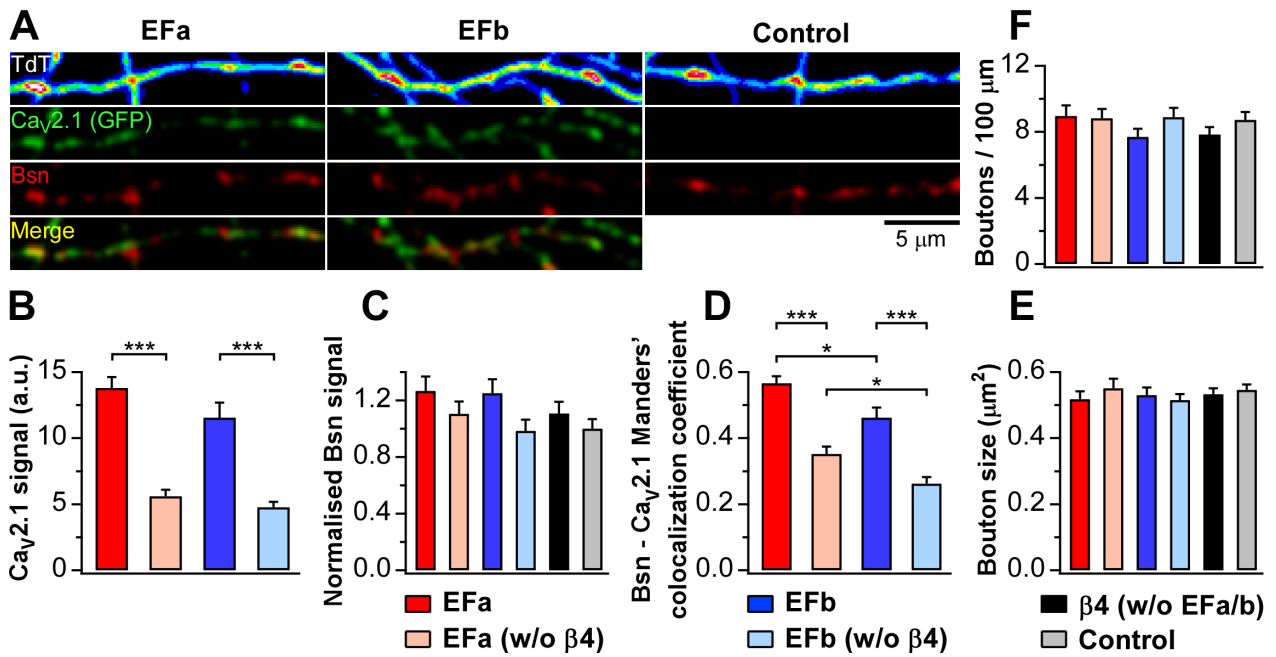 A
EFa
EFb
Control
TdT
CaV2.1 (GFP)
Bsn
Merge
5 μm
F
Boutons / 100 μm
12
8
4
0
B
CaV2.1 signal (a.u.)
15
10
5
0
***
***
C
Normalised Bsn signal
1.2
0.8
0.4
0.0
D
Bsn - CaV2.1 Manders'
colocalization coefficient
0.6
0.4
0.2
0.0
***
***
*
*
E
Bouton size (μm2)
0.6
0.4
0.2
0.0
EFa
EFa (w/o β4)
EFb
EFb (w/o β4)
β4 (w/o EFa/b)
Control